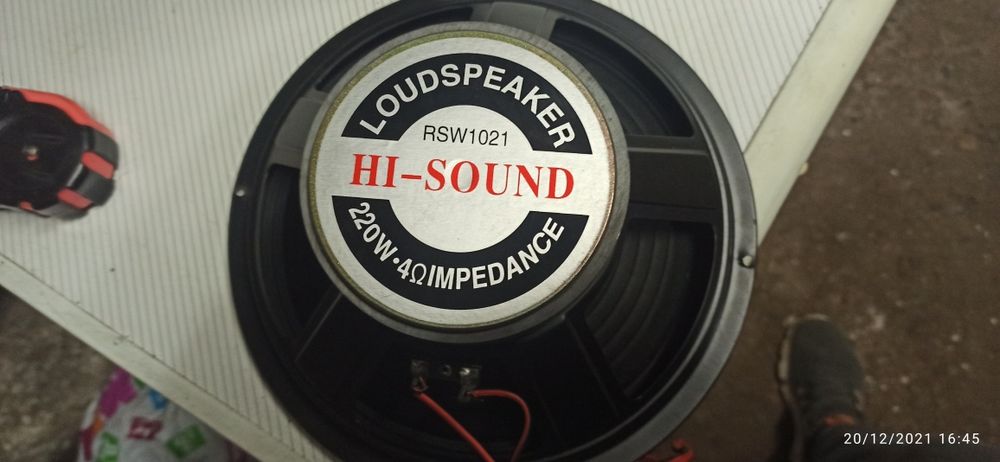 LOUDSPEAKER
RSW1021
HI-SOUND
220W·4ΩIMPEDANCE
20/12/2021 16:45